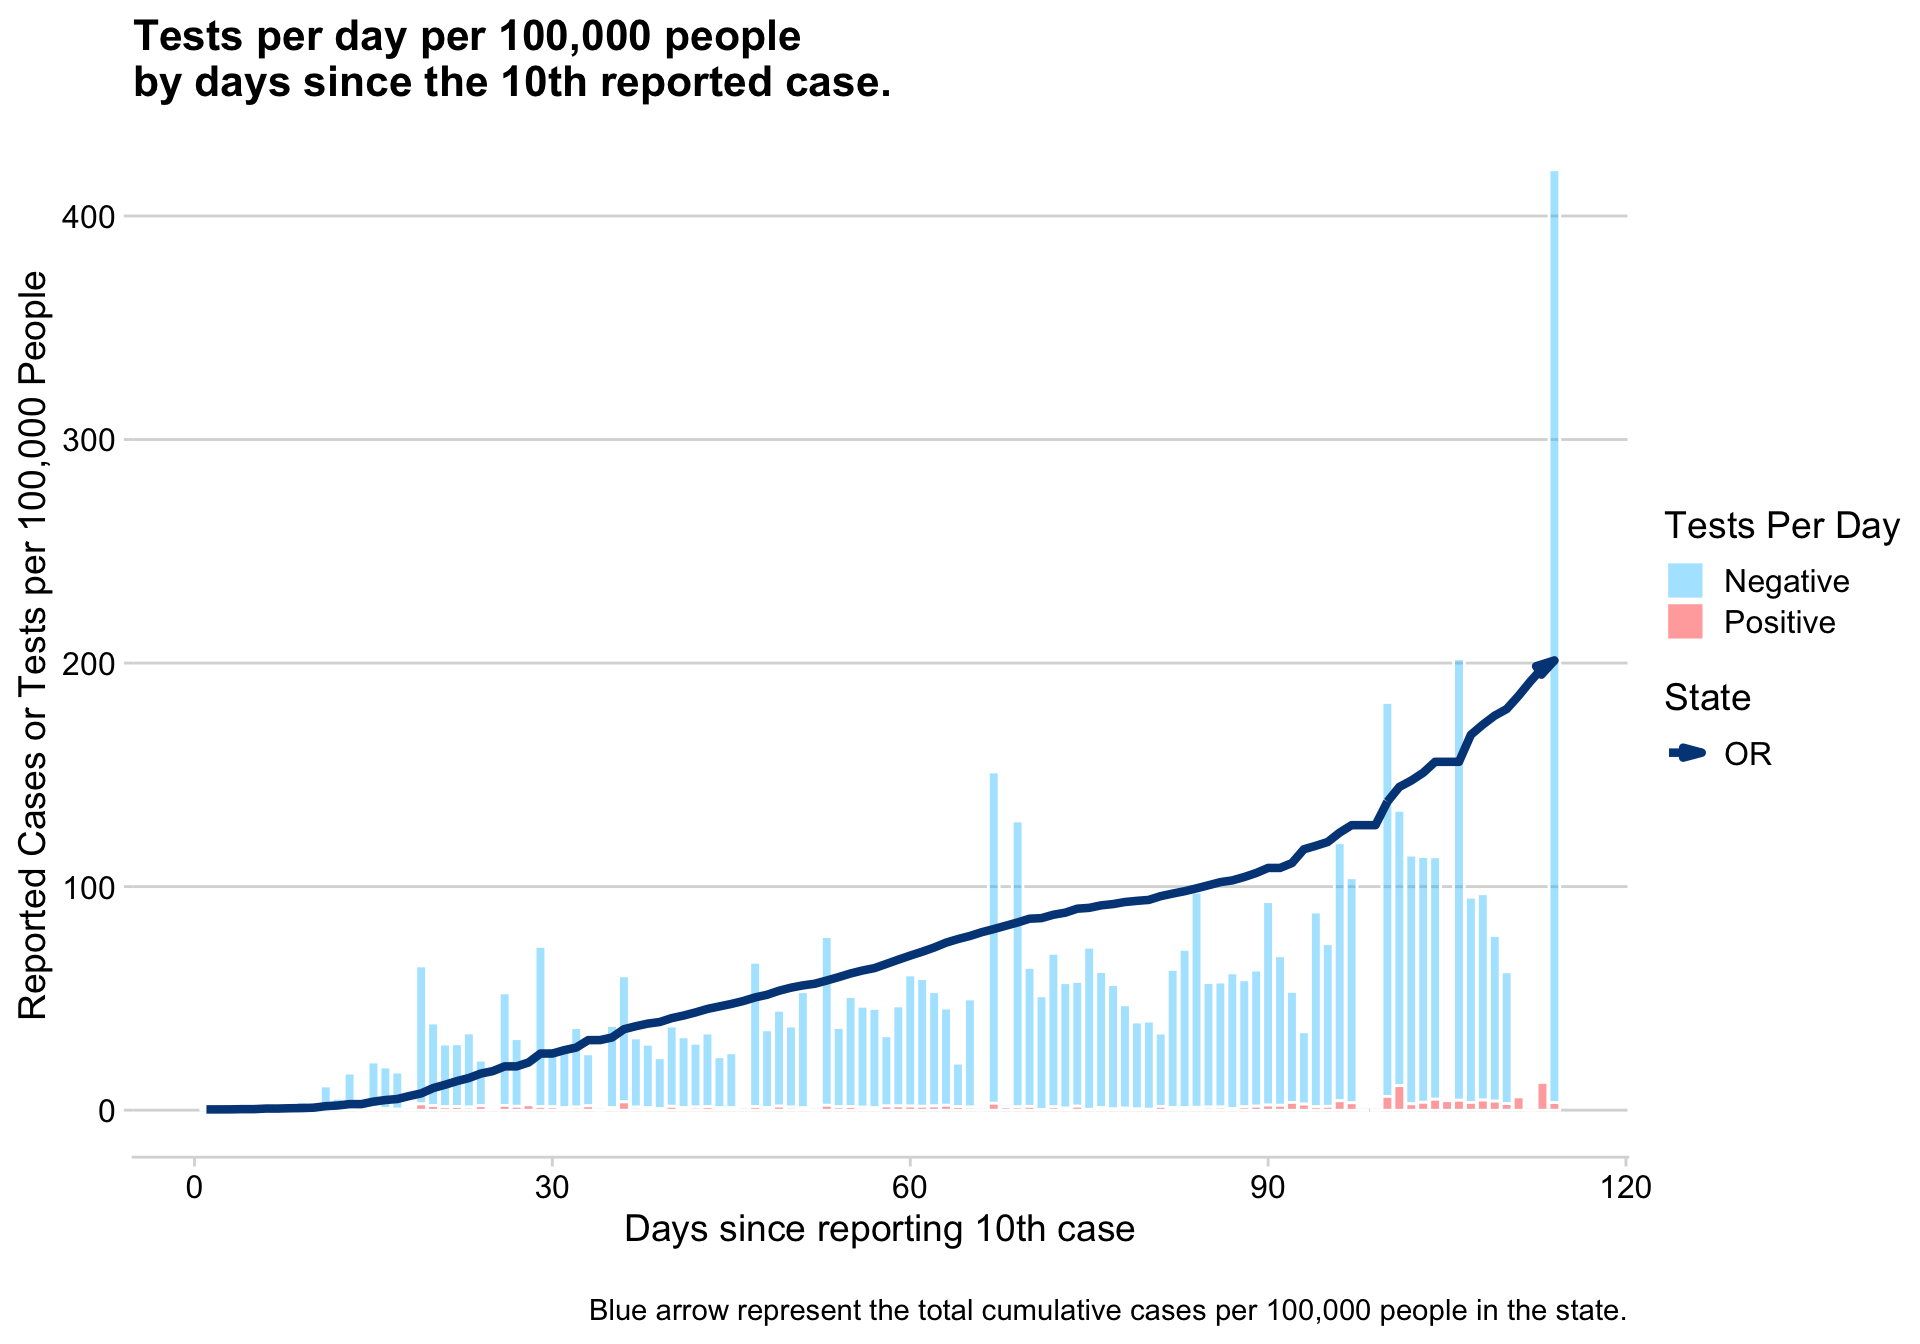 Tests per day per 100,000 people
by days since the 10th reported case.
Reported Cases or Tests per 100,000 People
400
300
200
100
0
0
30
60
90
120
Days since reporting 10th case
Tests Per Day
Negative
Positive
State
OR
Blue arrow represent the total cumulative cases per 100,000 people in the state.